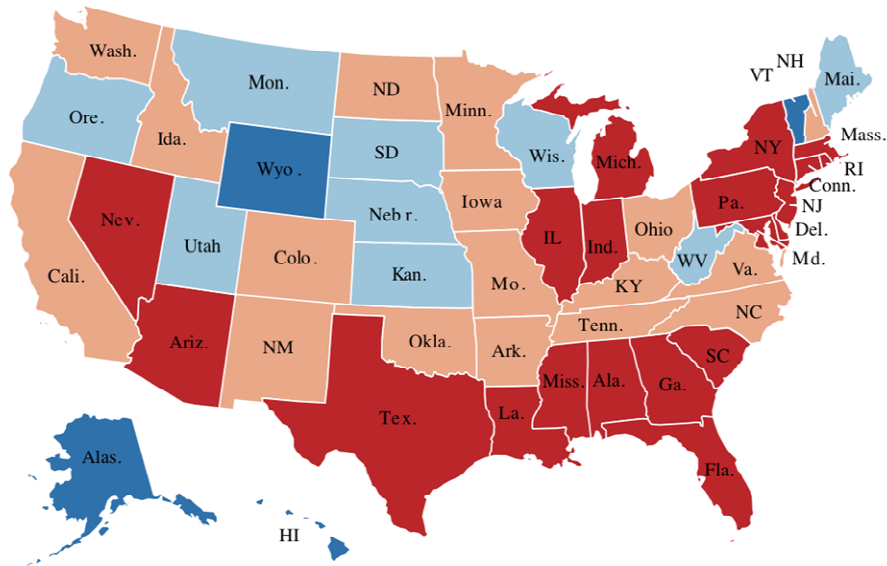 Wash.
Mon.
ND
Minn.
VT
NH
Mai.
Ore.
Ida.
Wyo .
SD
Wis.
Mich.
NY
Mass.
RI
Conn.
NJ
Nev.
Utah
Neb r.
Iowa
IL
Ind.
Ohio
Pa.
Del.
Md.
Cali.
Colo .
Kan.
Mo.
KY
WV
Va.
Ariz.
NM
Okla.
Ark.
Tenn.
NC
SC
Tex.
La.
Miss.
Ala.
Ga.
Fla.
Alas.
HI